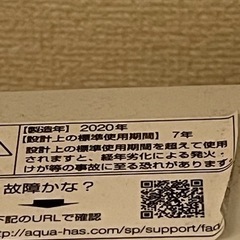 【製造年】 2020年
【設計上の標準使用期間】 7年
設計上の標準使用期間を超えて使用
されますと、経年劣化による発火・
けが等の事故に至る恐れがあります
故障かな？
下記のURLで確認
http://aqua-has.com/sp/support/fad